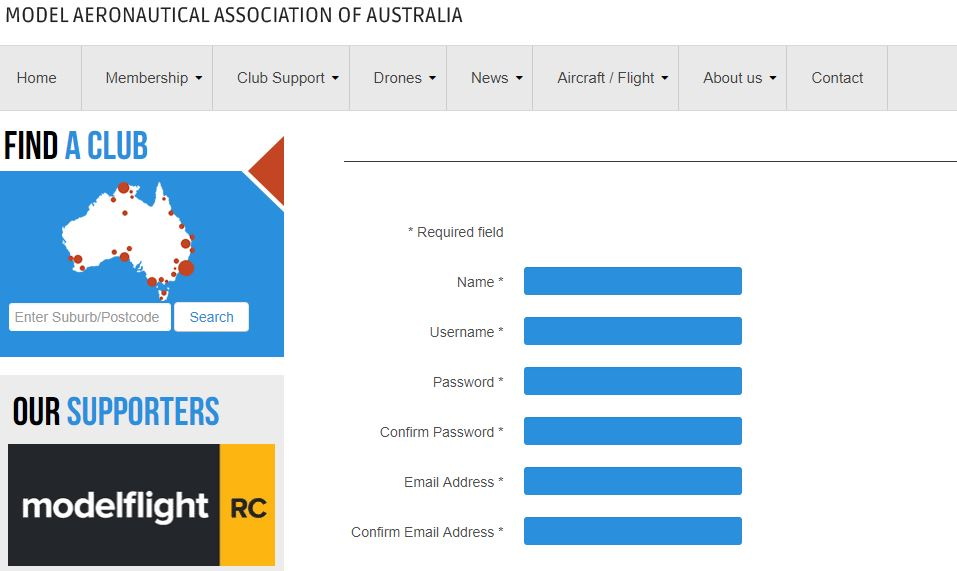 MODEL AERONAUTICAL ASSOCIATION OF AUSTRALIA
Home Membership Club Support Drones News Aircraft / Flight About us Contact
FIND A CLUB
Enter Suburb/Postcode Search
OUR SUPPORTERS
modelflight RC
* Required field
Name *
Username *
Password *
Confirm Password *
Email Address *
Confirm Email Address *